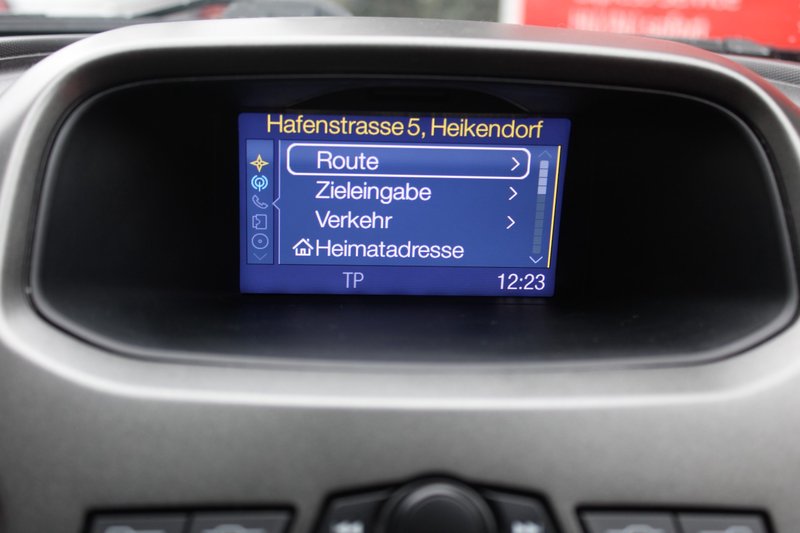 Hafenstrasse 5, Heikendorf
Route
Zieleingabe
Verkehr
Heimatadresse
TP
12:23